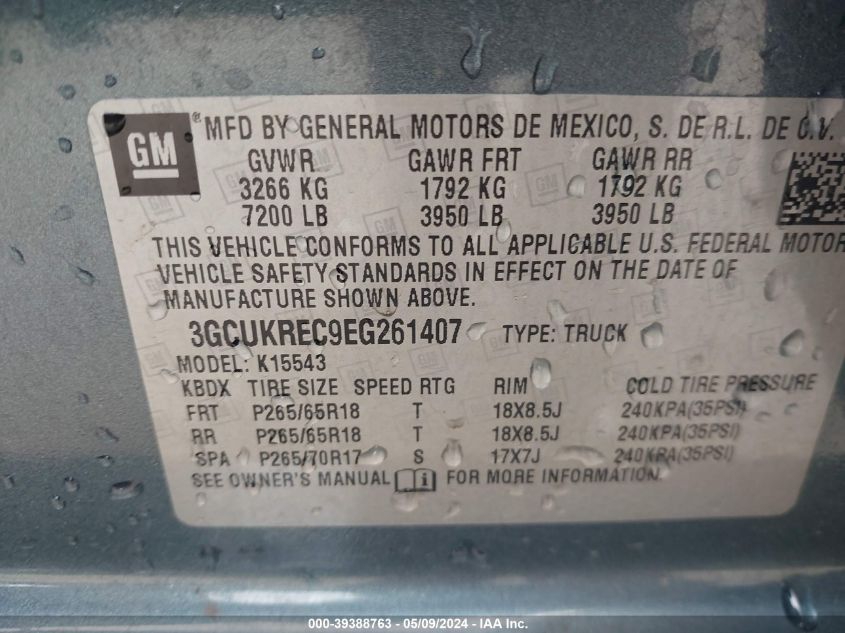 GM ® MFD BY GENERAL MOTORS DE MEXICO, S. DE R.L. DE C.V.
GVWR GAWR FRT GAWR RR
3266 KG 1792 KG 1792 KG
7200 LB 3950 LB 3950 LB
THIS VEHICLE CONFORMS TO ALL APPLICABLE U.S. FEDERAL MOTOR
VEHICLE SAFETY STANDARDS IN EFFECT ON THE DATE OF
MANUFACTURE SHOWN ABOVE.
3GCUKREC9EG261407 TYPE: TRUCK
MODEL: K15543
KBDX TIRE SIZE SPEED RTG RIM COLD TIRE PRESSURE
FRT P265/65R18 T 18X8.5J 240KPA(35PSI)
RR P265/65R18 T 18X8.5J 240KPA(35PSI)
SPA P265/70R17 S 17X7J 240KPA(35PSI)
SEE OWNER'S MANUAL i FOR MORE INFORMATION.
000-39388763 - 05/09/2024 - IAA Inc.